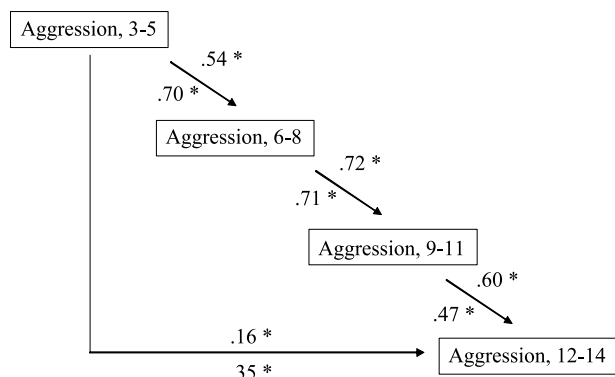 Aggression, 3-5
.54 *
.70 *
Aggression, 6-8
.72 *
.71 *
Aggression, 9-11
.60 *
.47 *
.16 *
Aggression, 12-14
.35 *